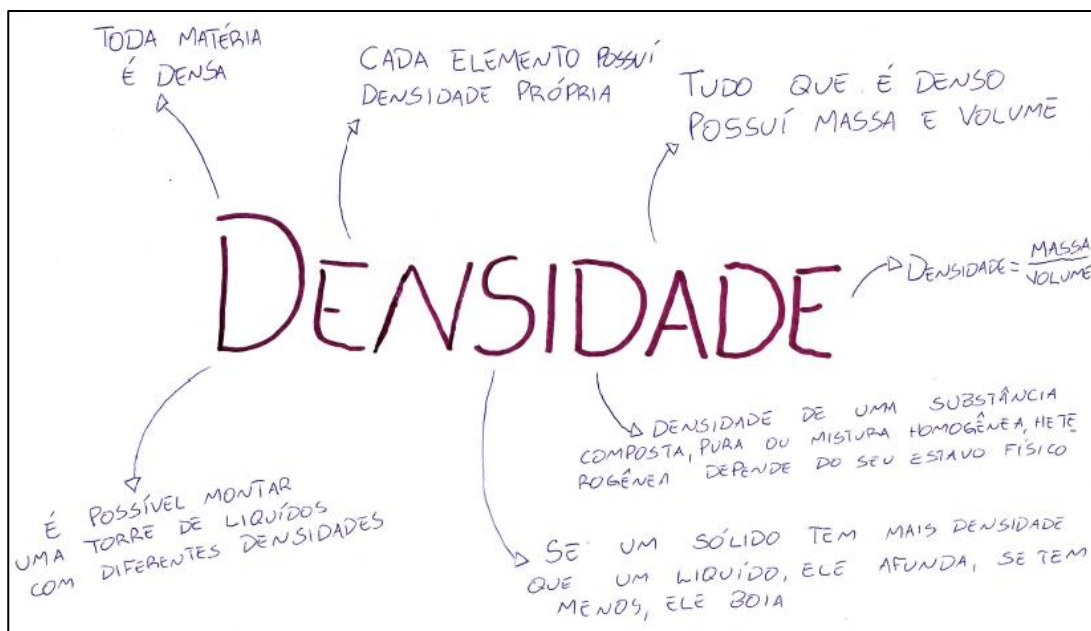 TODA MATÉRIA
É DENSA
CADA ELEMENTO POSSUÍ
DENSIDADE PRÓPRIA
TUDO QUE É DENSO
POSSUÍ MASSA E VOLUME
DENSIDADE
DENSIDADE = MASSA
VOLUME
DENSIDADE DE UMA SUBSTÂNCIA
COMPOSTA, PURA OU MISTURA HOMOGÊNEA, HETE
ROGÊNEA DEPENDE DO SEU ESTAVO FÍSICO
É POSSÍVEL MONTAR
UMA TORRE DE LIQUÍDOS
COM DIFERENTES DENSIDADES
SE UM SÓLIDO TEM MAIS DENSIDADE
QUE UM LIQUÍDO, ELE AFUNDA, SE TEM
MENOS, ELE BOIA